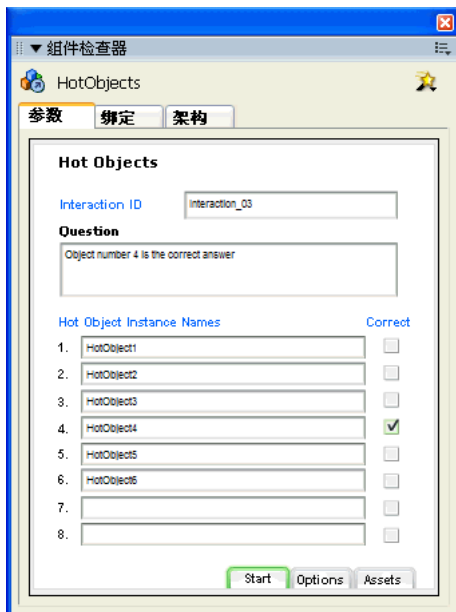 ▼ 组件检查器
HotObjects
参数 绑定 架构
Hot Objects
Interaction ID Interaction_03
Question
Object number 4 is the correct answer
Hot Object Instance Names Correct
1. HotObject1
2. HotObject2
3. HotObject3
4. HotObject4
5. HotObject5
6. HotObject6
7.
8.
Start Options Assets